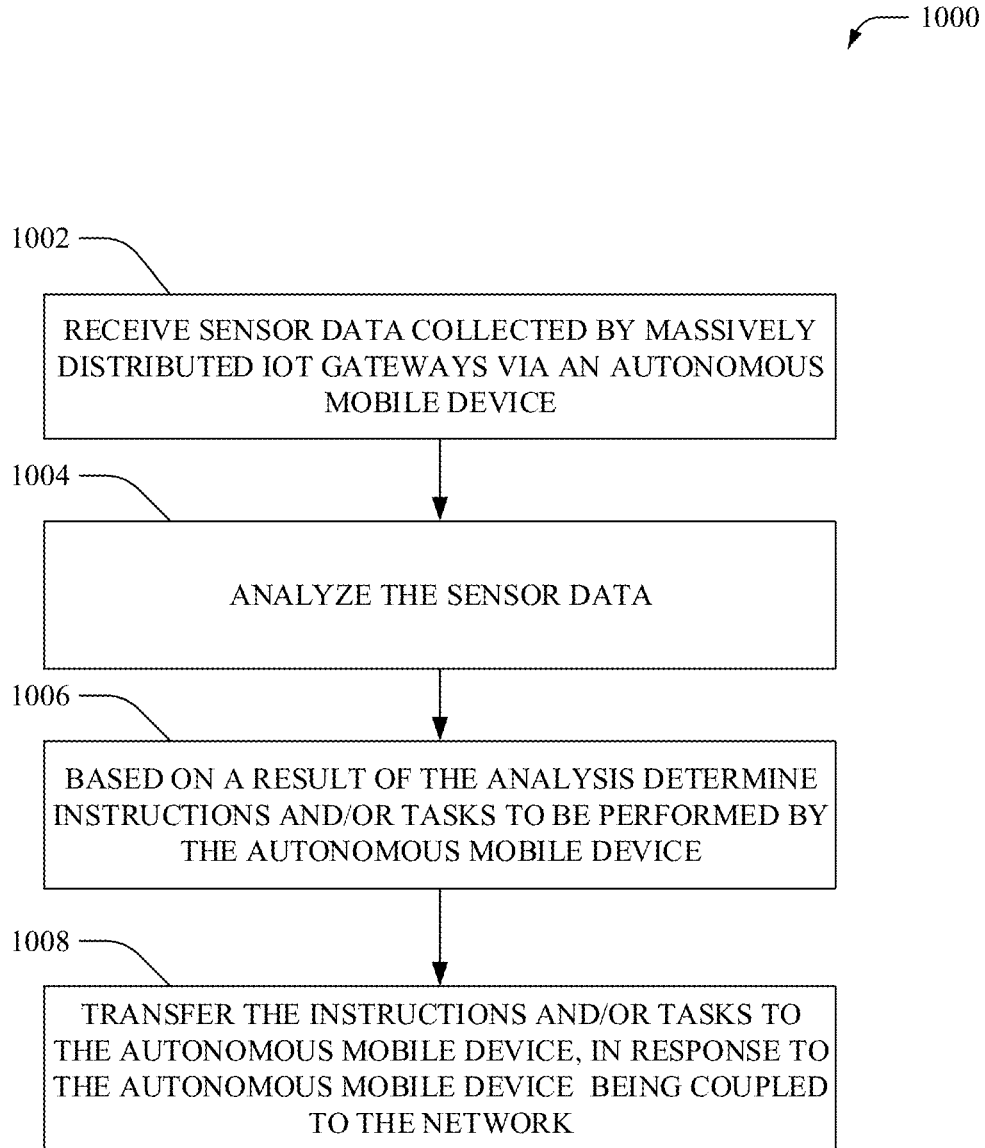 1000
1002
RECEIVE SENSOR DATA COLLECTED BY MASSIVELY
DISTRIBUTED IOT GATEWAYS VIA AN AUTONOMOUS
MOBILE DEVICE
1004
ANALYZE THE SENSOR DATA
1006
BASED ON A RESULT OF THE ANALYSIS DETERMINE
INSTRUCTIONS AND/OR TASKS TO BE PERFORMED BY
THE AUTONOMOUS MOBILE DEVICE
1008
TRANSFER THE INSTRUCTIONS AND/OR TASKS TO
THE AUTONOMOUS MOBILE DEVICE, IN RESPONSE TO
THE AUTONOMOUS MOBILE DEVICE BEING COUPLED
TO THE NETWORK